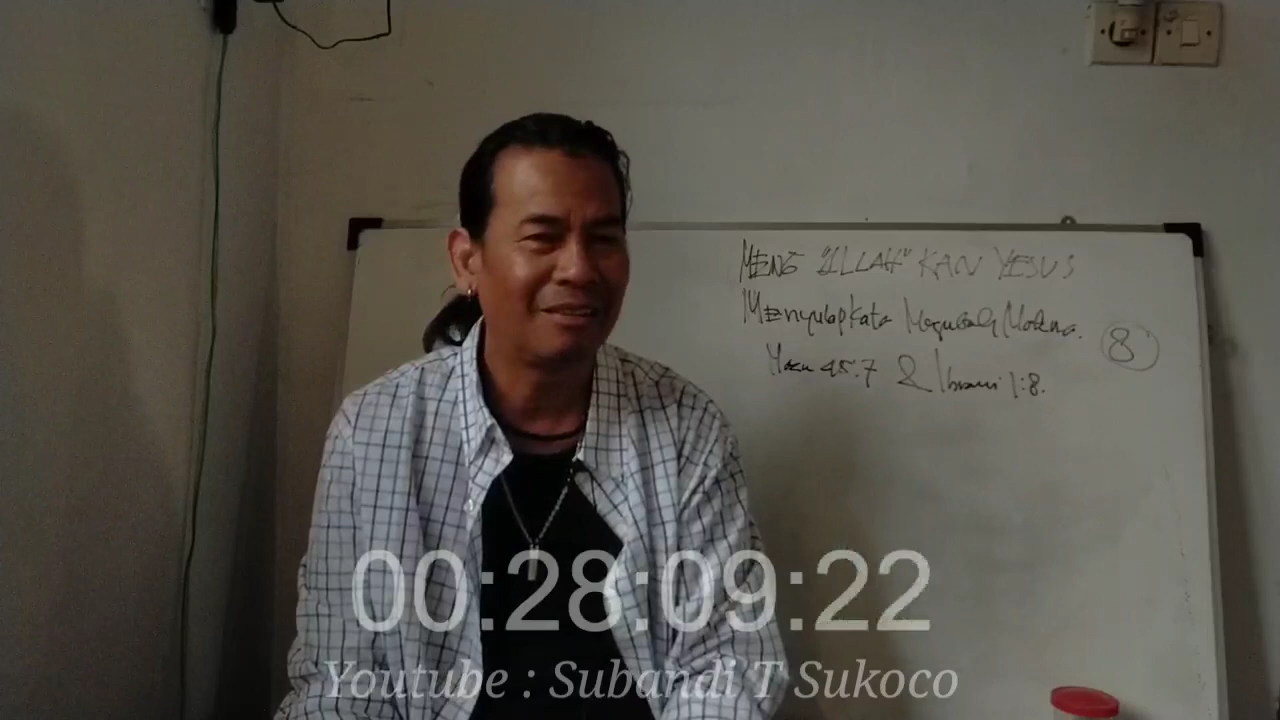 MENG "ILLAH" KAN YESUS
Menyulap kata Mengubah Makna.
Mazm 45.7 & Ibrani 1:8.
8
00:28:09:22
Youtube : Subandi T Sukoco